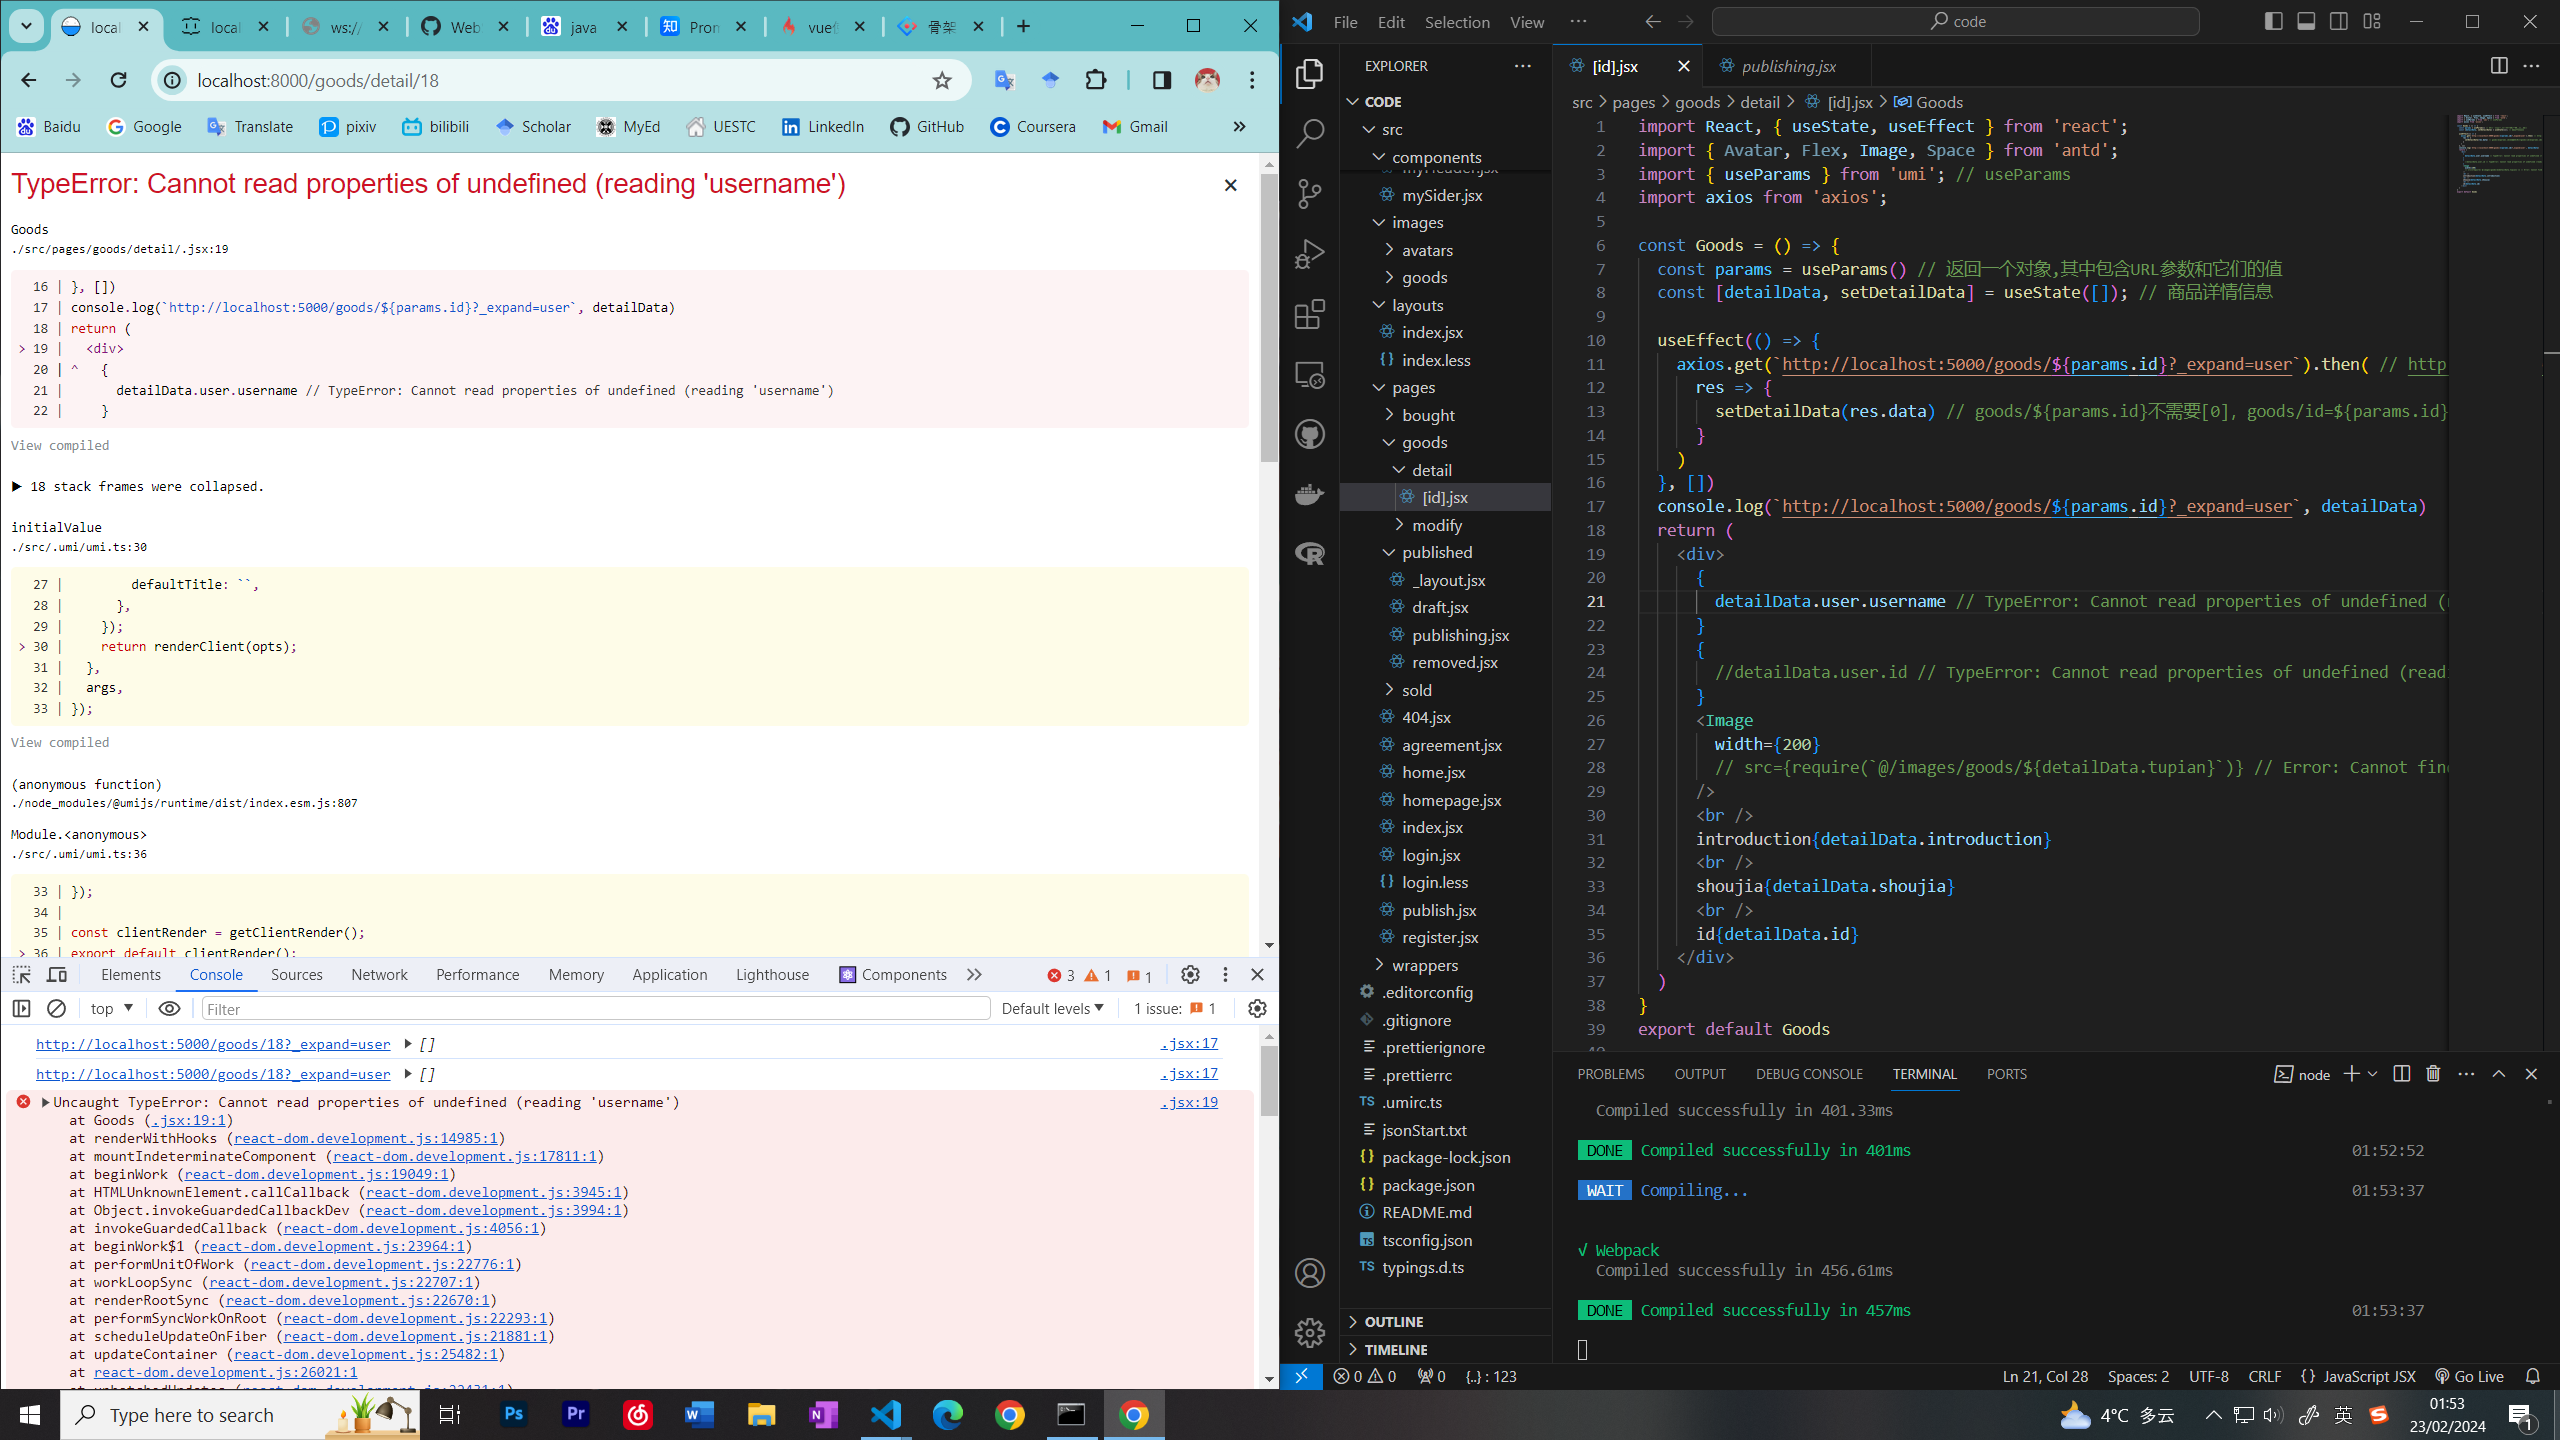 local
local
ws://
Web
java
知 Pron
vue
骨架
localhost:8000/goods/detail/18
Baidu
Google
Translate
pixiv
bilibili
Scholar
MyEd
UESTC
LinkedIn
GitHub
Coursera
Gmail
TypeError: Cannot read properties of undefined (reading 'username')
Goods
./src/pages/goods/detail/.jsx:19
16 | }, [])
17 | console.log(`http://localhost:5000/goods/${params.id}?_expand=user`, detailData)
18 | return (
> 19 |   <div>
20 | ^   {
21 |       detailData.user.username // TypeError: Cannot read properties of undefined (reading 'username')
22 |     }
View compiled
▶ 18 stack frames were collapsed.
initialValue
./src/.umi/umi.ts:30
27 |         defaultTitle: ``,
28 |       },
29 |     });
> 30 |     return renderClient(opts);
31 |   },
32 |   args,
33 | });
View compiled
(anonymous function)
./node_modules/@umijs/runtime/dist/index.esm.js:807
Module.<anonymous>
./src/.umi/umi.ts:36
33 | });
34 |
35 | const clientRender = getClientRender();
> 36 | export default clientRender();
Elements
Console
Sources
Network
Performance
Memory
Application
Lighthouse
Components
3
1
1
top
Filter
Default levels
1 issue: 1
http://localhost:5000/goods/18?_expand=user ▶ [] .jsx:17
http://localhost:5000/goods/18?_expand=user ▶ [] .jsx:17
▶Uncaught TypeError: Cannot read properties of undefined (reading 'username') .jsx:19
at Goods (.jsx:19:1)
at renderWithHooks (react-dom.development.js:14985:1)
at mountIndeterminateComponent (react-dom.development.js:17811:1)
at beginWork (react-dom.development.js:19049:1)
at HTMLUnknownElement.callCallback (react-dom.development.js:3945:1)
at Object.invokeGuardedCallbackDev (react-dom.development.js:3994:1)
at invokeGuardedCallback (react-dom.development.js:4056:1)
at beginWork$1 (react-dom.development.js:23964:1)
at performUnitOfWork (react-dom.development.js:22776:1)
at workLoopSync (react-dom.development.js:22707:1)
at renderRootSync (react-dom.development.js:22670:1)
at performSyncWorkOnRoot (react-dom.development.js:22293:1)
at scheduleUpdateOnFiber (react-dom.development.js:21881:1)
at updateContainer (react-dom.development.js:25482:1)
at react-dom.development.js:26021:1
at unbatchedUpdates (react-dom.development.js:22431:1)
File Edit Selection View ···
code
EXPLORER
CODE
src
components
myHeader.jsx
mySider.jsx
images
avatars
goods
layouts
index.jsx
index.less
pages
bought
goods
detail
[id].jsx
modify
published
_layout.jsx
draft.jsx
publishing.jsx
removed.jsx
sold
404.jsx
agreement.jsx
home.jsx
homepage.jsx
index.jsx
login.jsx
login.less
publish.jsx
register.jsx
wrappers
.editorconfig
.gitignore
.prettierignore
.prettierrc
.umirc.ts
jsonStart.txt
package-lock.json
package.json
README.md
tsconfig.json
typings.d.ts
OUTLINE
TIMELINE
[id].jsx
publishing.jsx
src > pages > goods > detail > [id].jsx > Goods
1 import React, { useState, useEffect } from 'react';
2 import { Avatar, Flex, Image, Space } from 'antd';
3 import { useParams } from 'umi'; // useParams
4 import axios from 'axios';
5
6 const Goods = () => {
7   const params = useParams() // 返回一个对象,其中包含URL参数和它们的值
8   const [detailData, setDetailData] = useState([]); // 商品详情信息
9
10   useEffect(() => {
11     axios.get(`http://localhost:5000/goods/${params.id}?_expand=user`).then( // http
12       res => {
13         setDetailData(res.data) // goods/${params.id}不需要[0], goods/id=${params.id}
14       }
15     )
16   }, [])
17   console.log(`http://localhost:5000/goods/${params.id}?_expand=user`, detailData)
18   return (
19     <div>
20       {
21         detailData.user.username // TypeError: Cannot read properties of undefined (r
22       }
23       {
24         //detailData.user.id // TypeError: Cannot read properties of undefined (readi
25       }
26       <Image
27         width={200}
28         // src={require(`@/images/goods/${detailData.tupian}`)} // Error: Cannot find
29       />
30       <br />
31       introduction{detailData.introduction}
32       <br />
33       shoujia{detailData.shoujia}
34       <br />
35       id{detailData.id}
36     </div>
37   )
38 }
39 export default Goods
40
PROBLEMS
OUTPUT
DEBUG CONSOLE
TERMINAL
PORTS
node
Compiled successfully in 401.33ms
DONE Compiled successfully in 401ms 01:52:52
WAIT Compiling... 01:53:37
√ Webpack
Compiled successfully in 456.61ms
DONE Compiled successfully in 457ms 01:53:37
0 0
0
{..} : 123
Ln 21, Col 28
Spaces: 2
UTF-8
CRLF
{} JavaScript JSX
Go Live
Type here to search
Ps
Pr
4°C 多云
英
01:53
23/02/2024
1